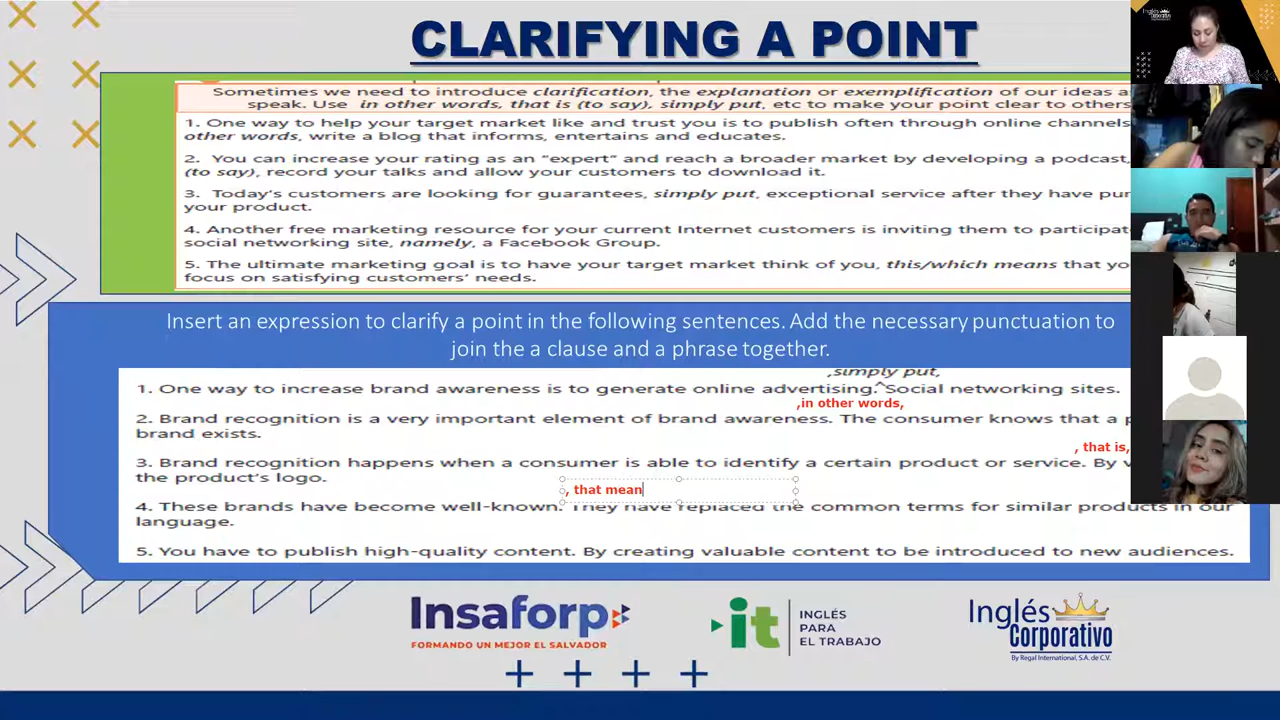 CLARIFYING A POINT
Sometimes we need to introduce clarification, the explanation or exemplification of our ideas
speak. Use in other words, that is (to say), simply put, etc to make your point clear to others
1. One way to help your target market like and trust you is to publish often through online channels
other words, write a blog that informs, entertains and educates.
2. You can increase your rating as an “expert” and reach a broader market by developing a podcast,
(to say), record your talks and allow your customers to download it.
3. Today's customers are looking for guarantees, simply put, exceptional service after they have
your product.
4. Another free marketing resource for your current Internet customers is inviting them to
social networking site, namely, a Facebook Group.
5. The ultimate marketing goal is to have your target market think of you, this/which means that
focus on satisfying customers’ needs.
Insert an expression to clarify a point in the following sentences. Add the necessary punctuation to
join the a clause and a phrase together.
,simply put,
1. One way to increase brand awareness is to generate online advertising.^Social networking sites.
,in other words,
2. Brand recognition is a very important element of brand awareness. The consumer knows that a
brand exists.
, that is,
3. Brand recognition happens when a consumer is able to identify a certain product or service. By
the product’s logo.
, that mean
4. These brands have become well-known. They have replaced the common terms for similar products in our
language.
5. You have to publish high-quality content. By creating valuable content to be introduced to new audiences.
Insaforp
FORMANDO UN MEJOR EL SALVADOR
it
INGLÉS
PARA
EL TRABAJO
Inglés
Corporativo
By Regal International, S.A. de C.V.
Inglés
Corporativo